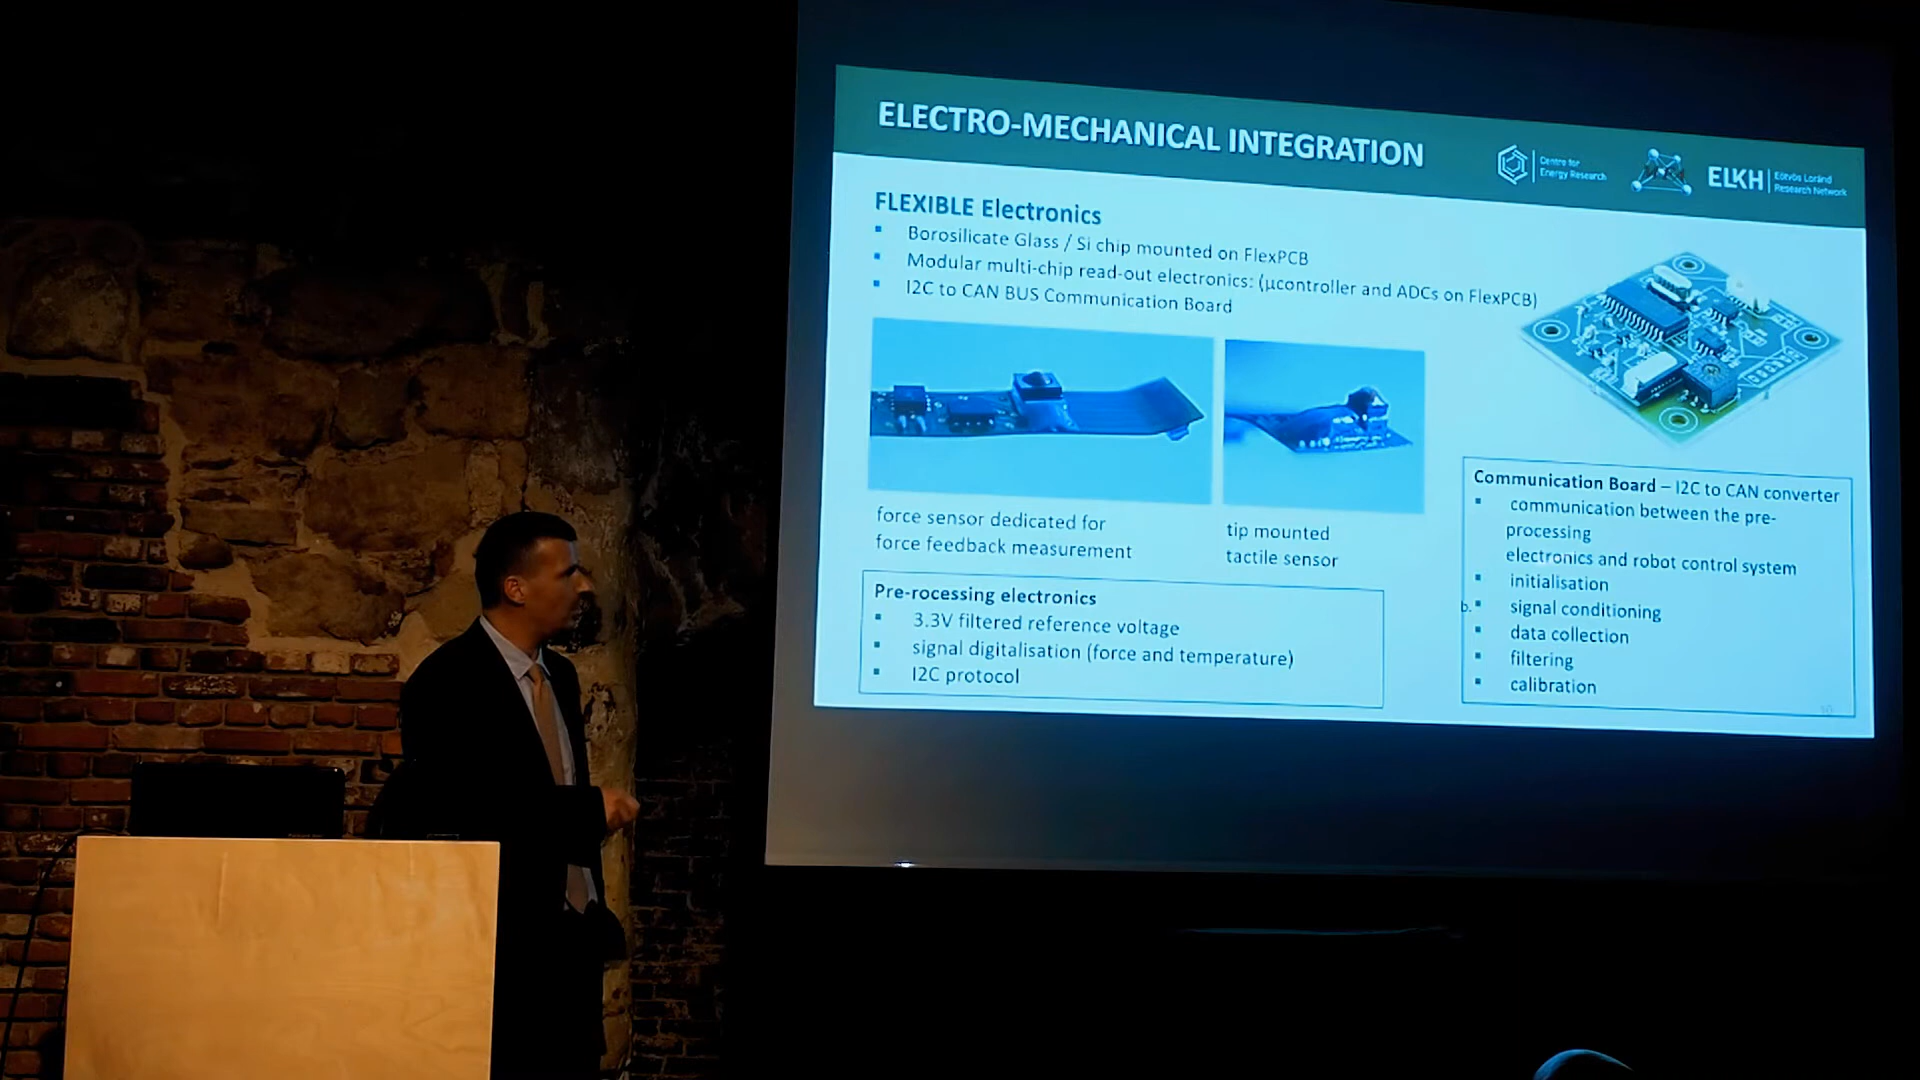 ELECTRO-MECHANICAL INTEGRATION
Centre for
Energy Research
ELKH
Eötvös Loránd
Research Network
FLEXIBLE Electronics
▪ Borosilicate Glass / Si chip mounted on FlexPCB
▪ Modular multi-chip read-out electronics: (μcontroller and ADCs on FlexPCB)
▪ I2C to CAN BUS Communication Board
force sensor dedicated for
force feedback measurement
tip mounted
tactile sensor
Pre-rocessing electronics
▪ 3.3V filtered reference voltage
▪ signal digitalisation (force and temperature)
▪ I2C protocol
Communication Board – I2C to CAN converter
▪ communication between the pre-
processing
electronics and robot control system
▪ initialisation
b.▪ signal conditioning
▪ data collection
▪ filtering
▪ calibration